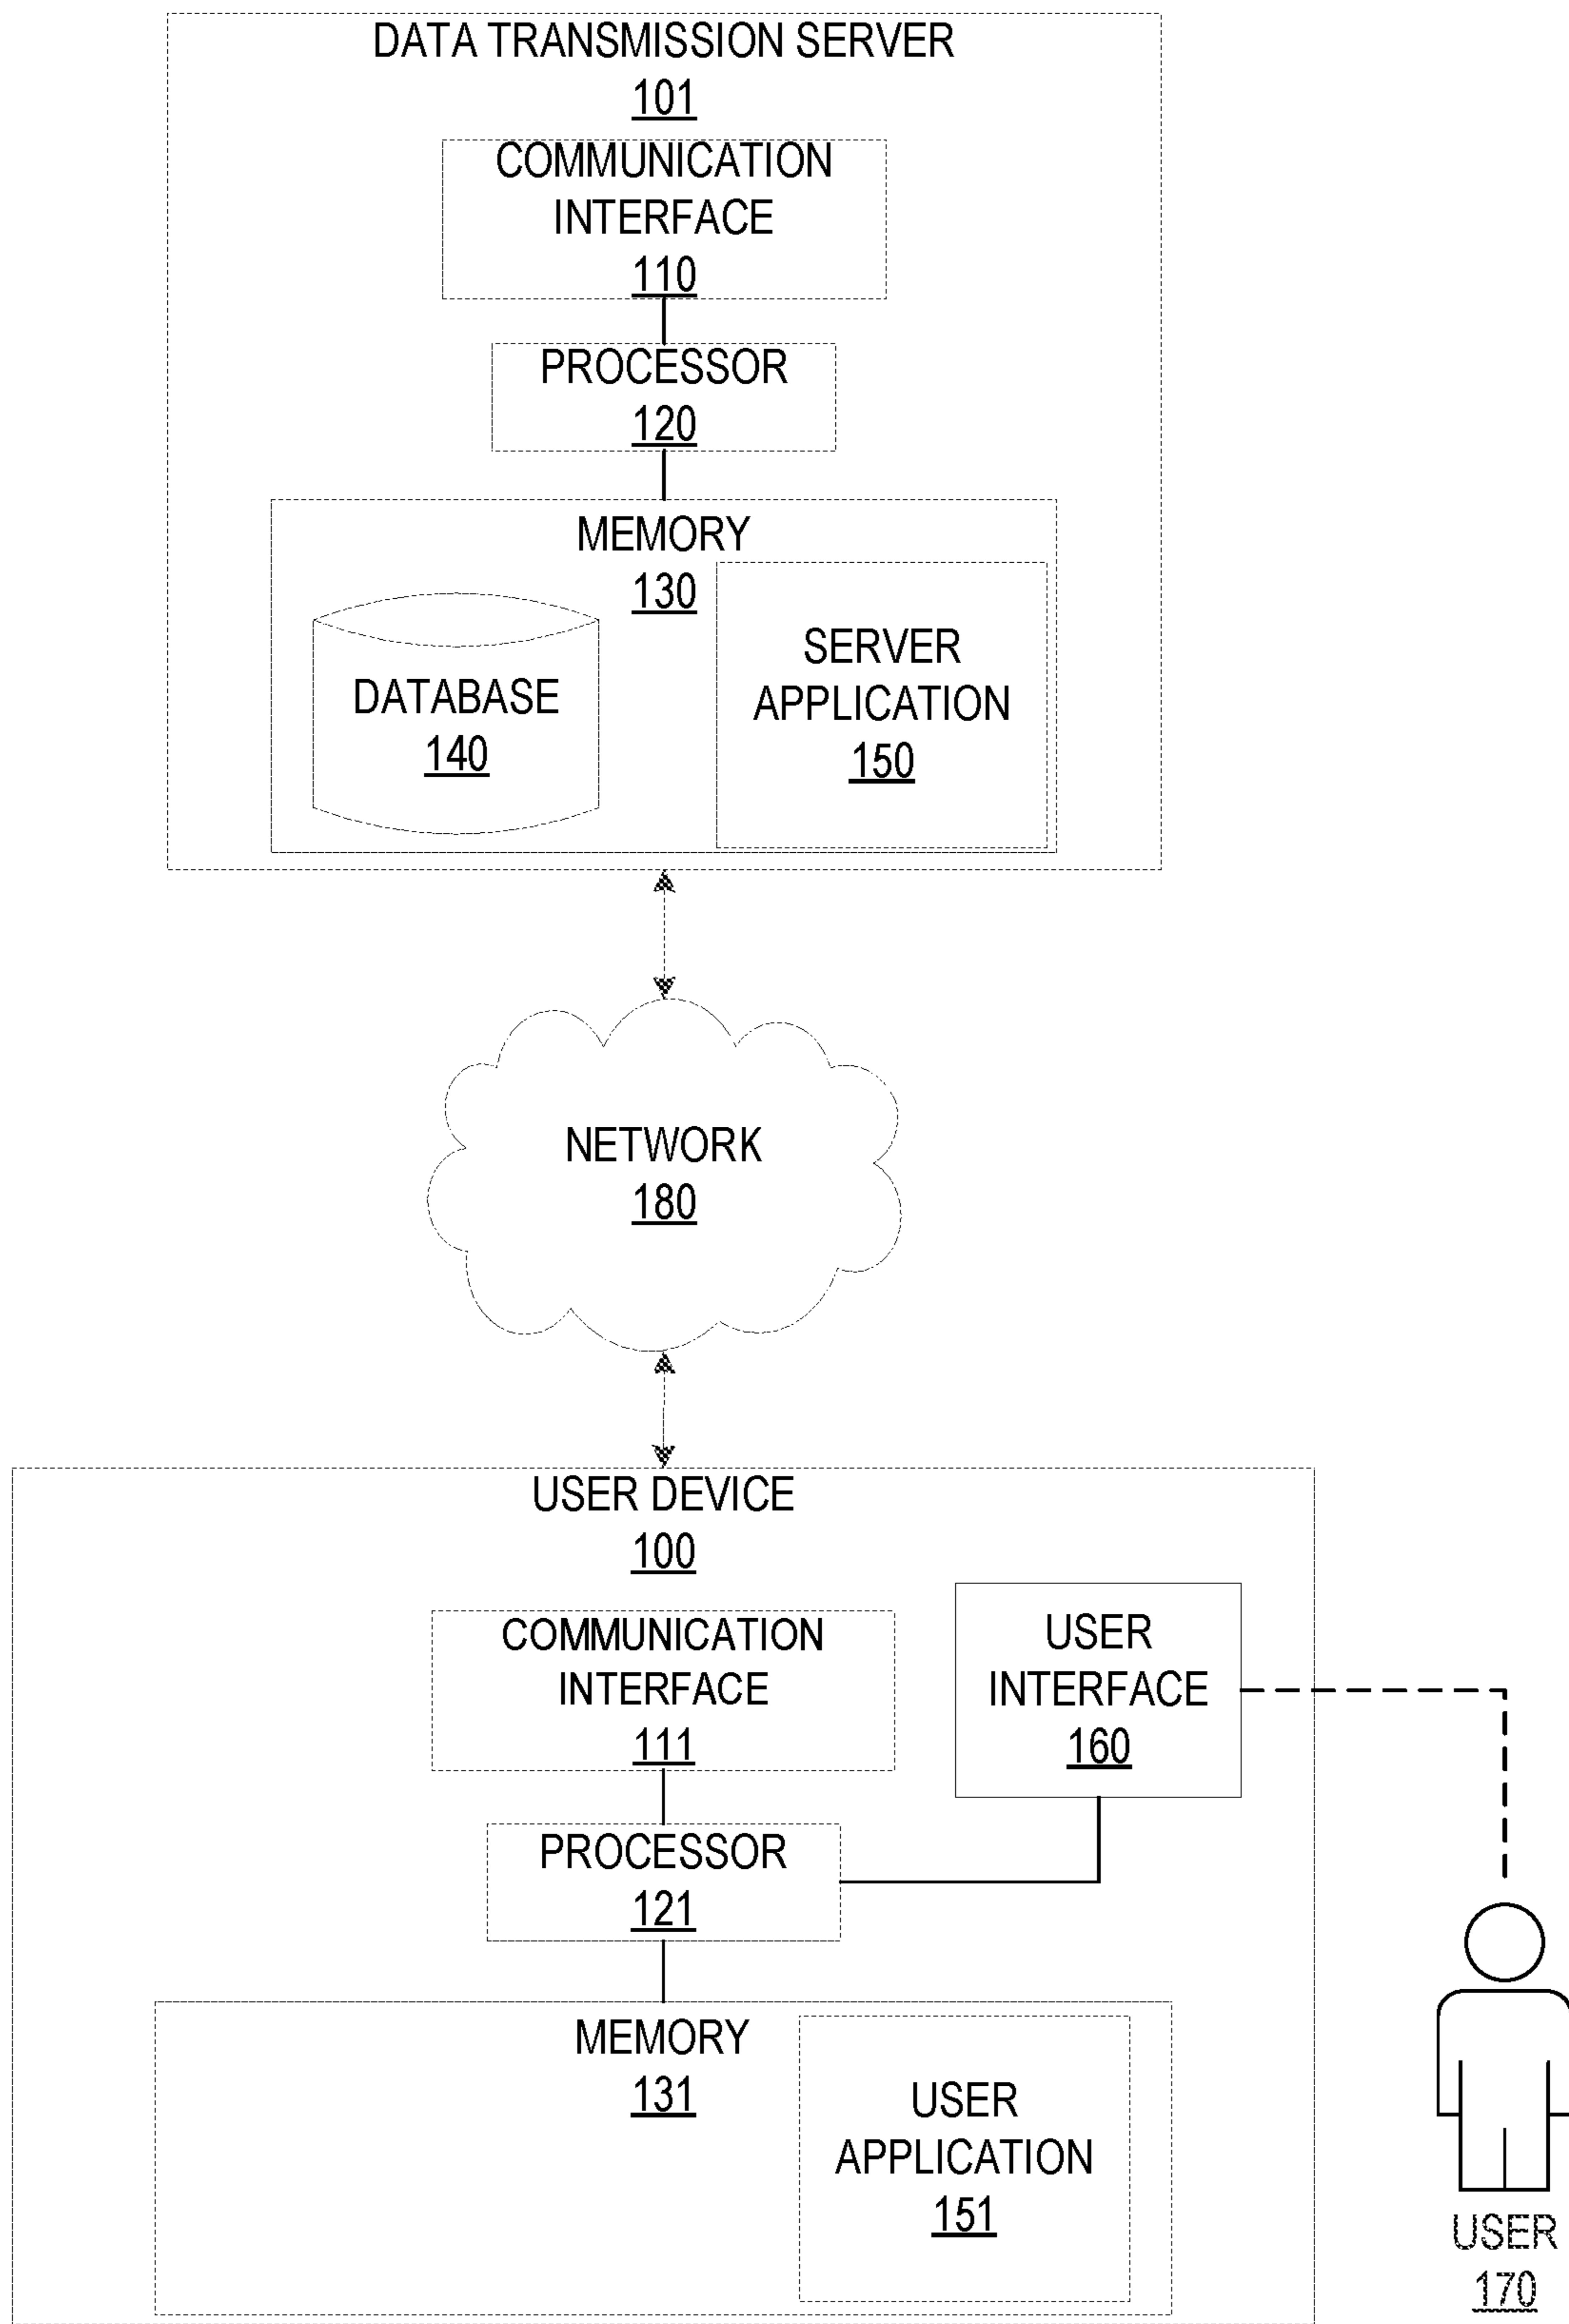 DATA TRANSMISSION SERVER
101
COMMUNICATION
INTERFACE
110
PROCESSOR
120
MEMORY
130
DATABASE
140
SERVER
APPLICATION
150
NETWORK
180
USER DEVICE
100
COMMUNICATION
INTERFACE
111
USER
INTERFACE
160
PROCESSOR
121
MEMORY
131
USER
APPLICATION
151
USER
170